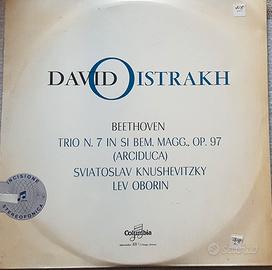 DAVID OISTRAKH
BEETHOVEN
TRIO N. 7 IN SI BEM. MAGG., OP. 97
(ARCIDUCA)
SVIATOSLAV KNUSHEVITZKY
LEV OBORIN
INCISIONE
STEREOFONICA
Columbia
subito